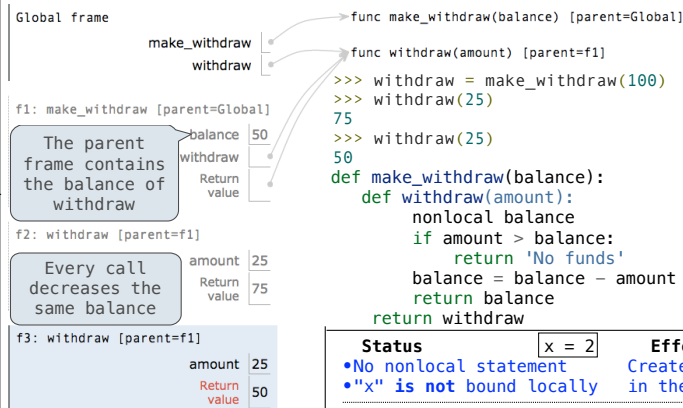 Global frame
make_withdraw
withdraw
func make_withdraw(balance) [parent=Global]
func withdraw(amount) [parent=f1]
f1: make_withdraw [parent=Global]
balance 50
withdraw
Return
value
The parent
frame contains
the balance of
withdraw
f2: withdraw [parent=f1]
amount 25
Return
value 75
Every call
decreases the
same balance
f3: withdraw [parent=f1]
amount 25
Return
value 50
>>> withdraw = make_withdraw(100)
>>> withdraw(25)
75
>>> withdraw(25)
50
def make_withdraw(balance):
def withdraw(amount):
nonlocal balance
if amount > balance:
return 'No funds'
balance = balance - amount
return balance
return withdraw
Status x = 2 Effe
•No nonlocal statement Create
•"x" is not bound locally in the